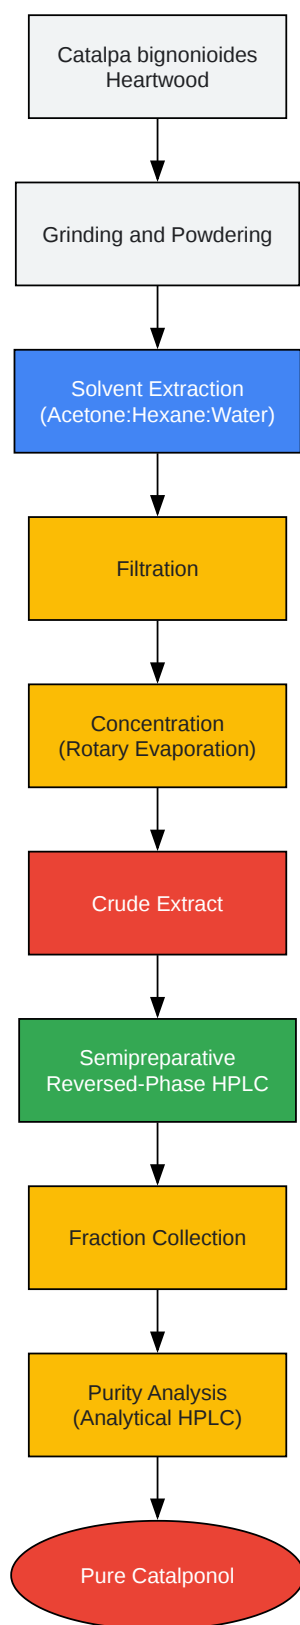 Catalpa bignonioides
Heartwood
Grinding and Powdering
Solvent Extraction
(Acetone:Hexane:Water)
Filtration
Concentration
(Rotary Evaporation)
Crude Extract
Semipreparative
Reversed-Phase HPLC
Fraction Collection
Purity Analysis
(Analytical HPLC)
Pure Catalponol